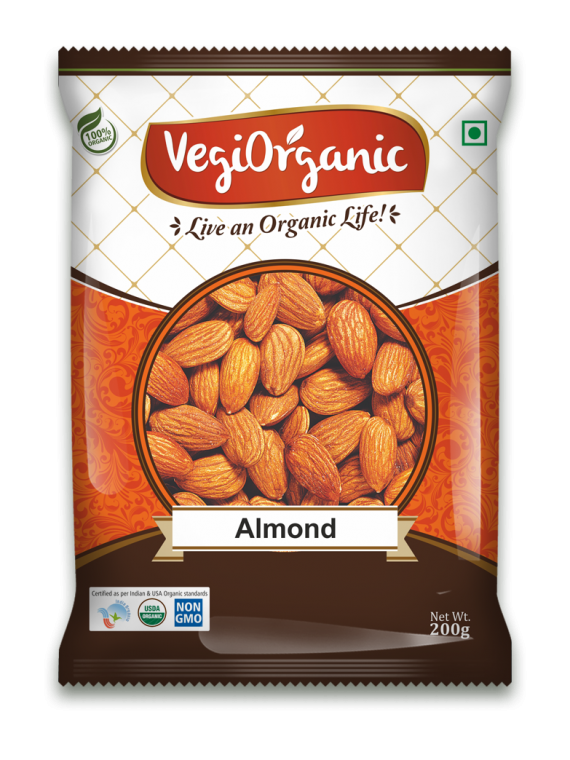 100%
ORGANIC
VegiOrganic
Live an Organic Life!
Almond
Certified as per Indian & USA Organic standards
USDA
ORGANIC
NON
GMO
Net Wt.
200g